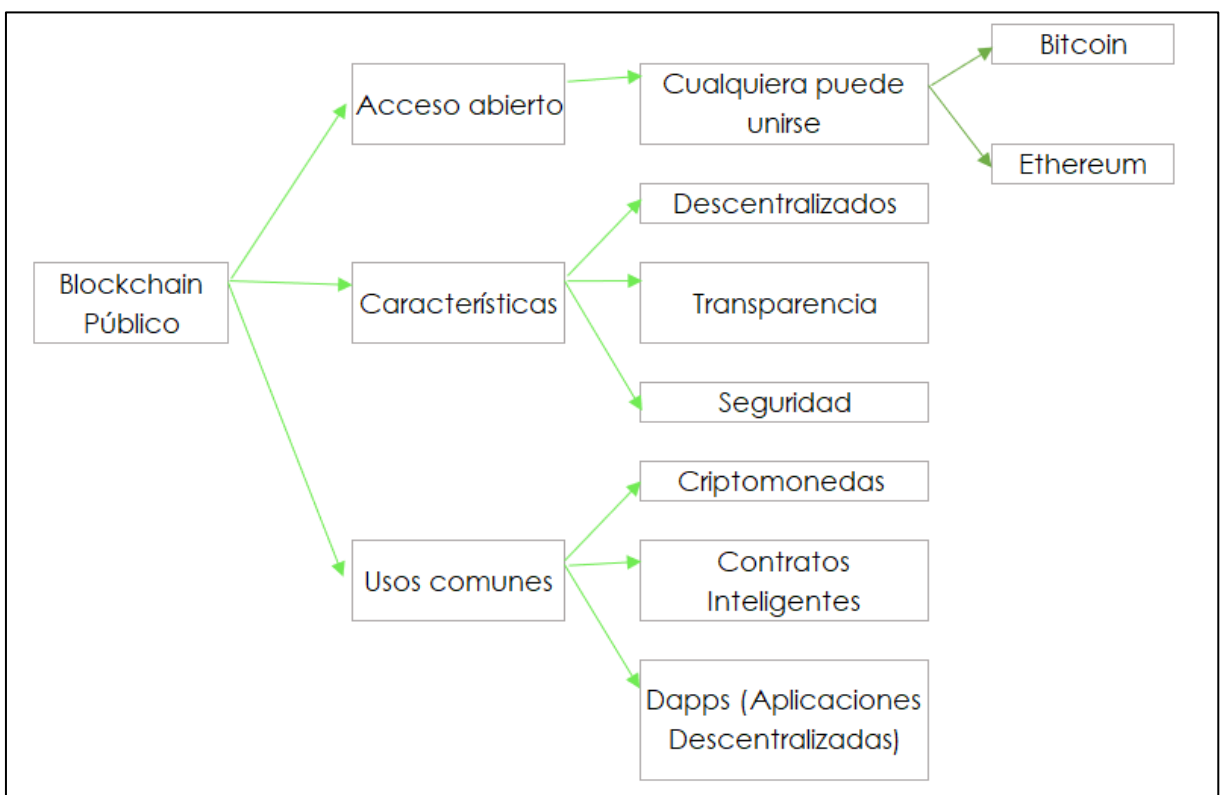 Bitcoin
Acceso abierto
Cualquiera puede
unirse
Ethereum
Descentralizados
Blockchain
Público
Característícas
Transparencia
Seguridad
Criptomonedas
Usos comunes
Contratos
Inteligentes
Dapps (Aplicaciones
Descentralizadas)